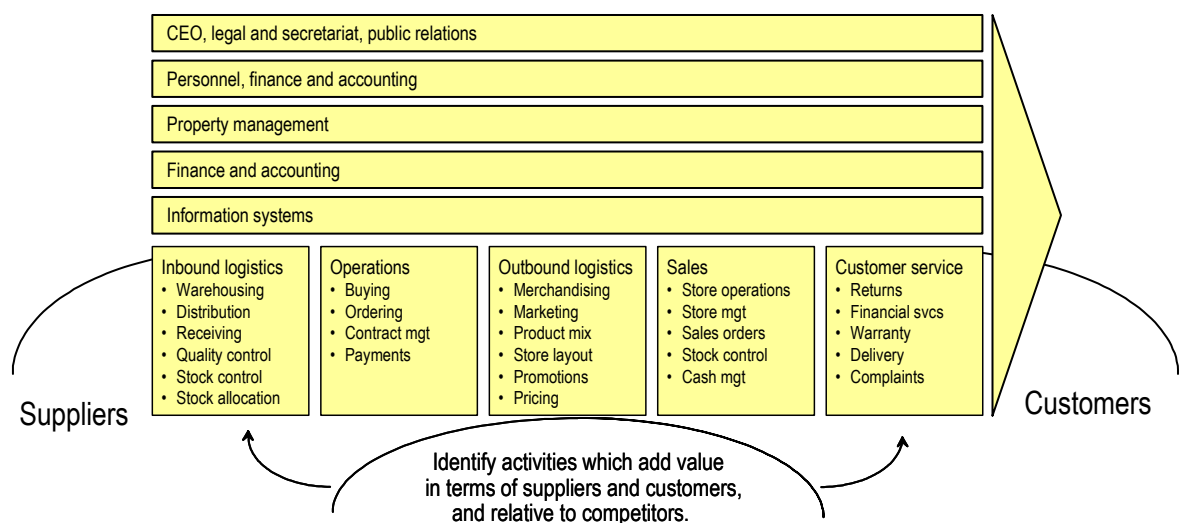 CEO, legal and secretariat, public relations
Personnel, finance and accounting
Property management
Finance and accounting
Information systems
Inbound logistics
• Warehousing
• Distribution
• Receiving
• Quality control
• Stock control
• Stock allocation
Operations
• Buying
• Ordering
• Contract mgt
• Payments
Outbound logistics
• Merchandising
• Marketing
• Product mix
• Store layout
• Promotions
• Pricing
Sales
• Store operations
• Store mgt
• Sales orders
• Stock control
• Cash mgt
Customer service
• Returns
• Financial svcs
• Warranty
• Delivery
• Complaints
Suppliers
Customers
Identify activities which add value
in terms of suppliers and customers,
and relative to competitors.